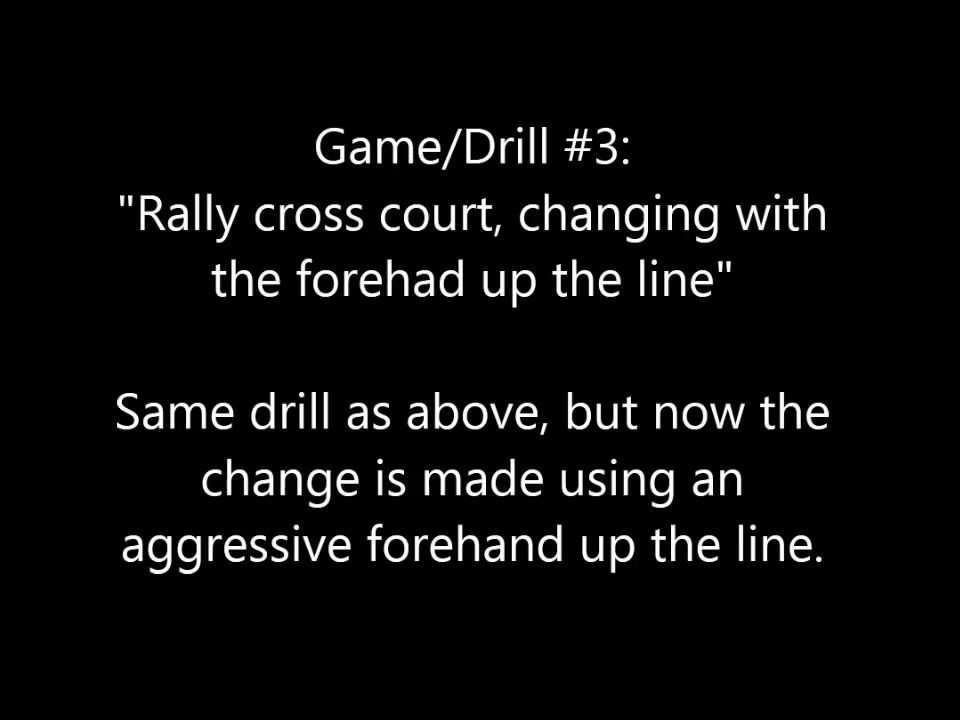 Game/Drill #3:
"Rally cross court, changing with
the forehad up the line"
Same drill as above, but now the
change is made using an
aggressive forehand up the line.